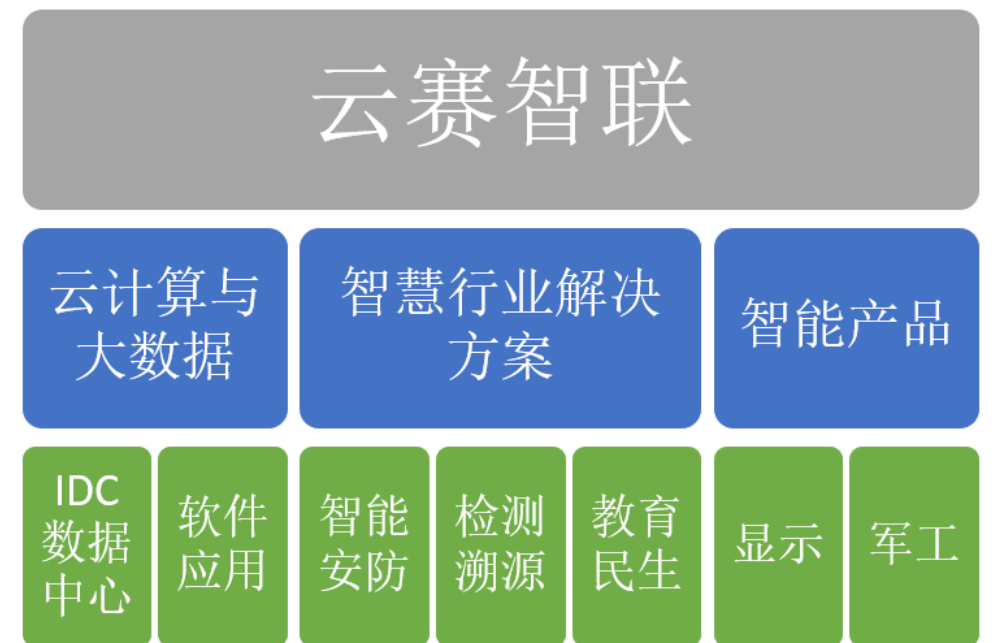 云赛智联
云计算与
大数据
智慧行业解决
方案
智能产品
IDC
数据
中心
软件
应用
智能
安防
检测
溯源
教育
民生
显示
军工